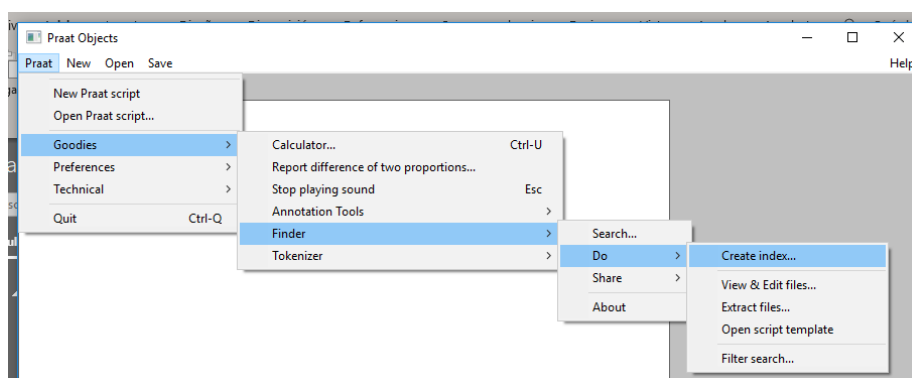 Praat Objects
Praat New Open Save Help
New Praat script
Open Praat script...
Goodies >
Preferences >
Technical >
Quit Ctrl-Q
Calculator... Ctrl-U
Report difference of two proportions...
Stop playing sound Esc
Annotation Tools >
Finder >
Tokenizer >
Search...
Do >
Share >
About
Create index...
View & Edit files...
Extract files...
Open script template
Filter search...